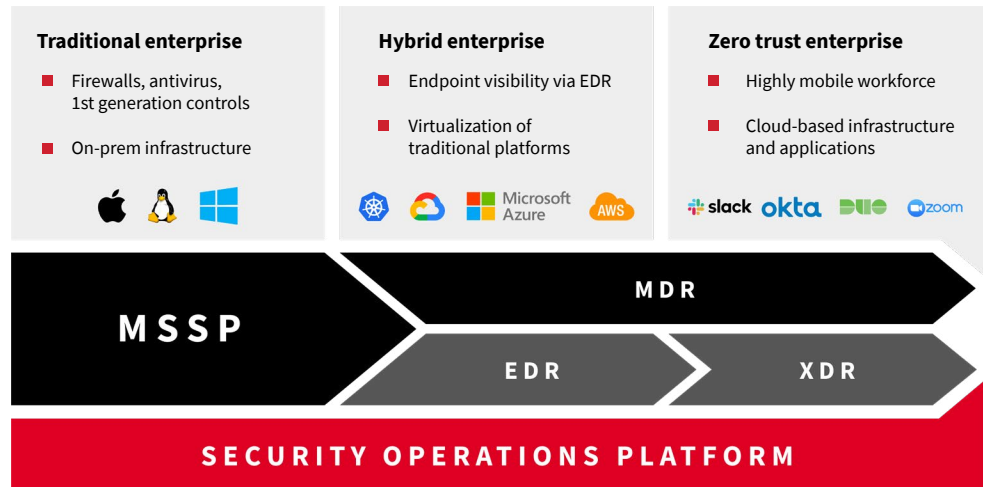 Traditional enterprise
Firewalls, antivirus,
1st generation controls
On-prem infrastructure
Hybrid enterprise
Endpoint visibility via EDR
Virtualization of
traditional platforms
Microsoft
Azure
AWS
Zero trust enterprise
Highly mobile workforce
Cloud-based infrastructure
and applications
slack
okta
DUO
zoom
MSSP
MDR
EDR
XDR
SECURITY OPERATIONS PLATFORM